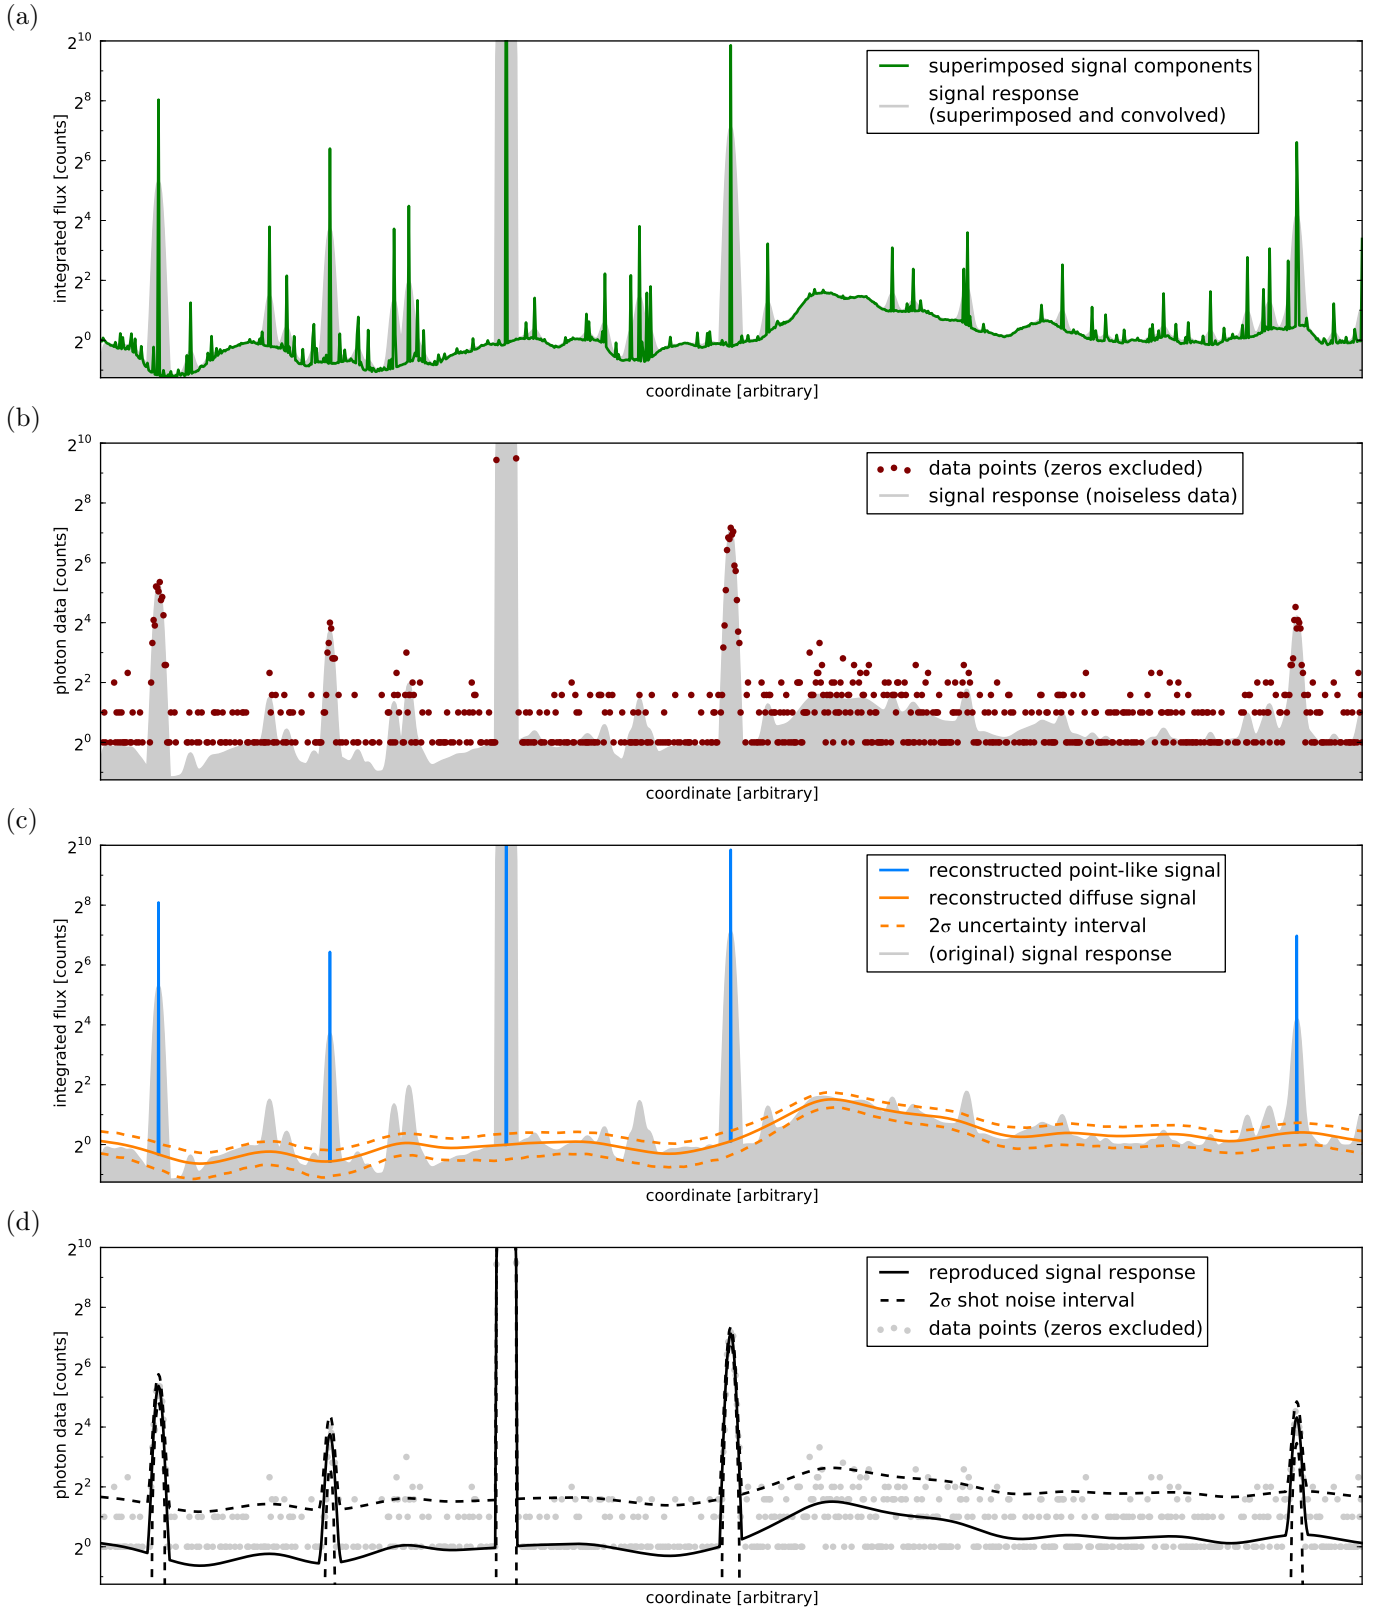 (a)
2^10
2^8
2^6
2^4
2^2
2^0
integrated flux [counts]
superimposed signal components
signal response
(superimposed and convolved)
coordinate [arbitrary]
(b)
2^10
2^8
2^6
2^4
2^2
2^0
photon data [counts]
data points (zeros excluded)
signal response (noiseless data)
coordinate [arbitrary]
(c)
2^10
2^8
2^6
2^4
2^2
2^0
integrated flux [counts]
reconstructed point-like signal
reconstructed diffuse signal
2σ uncertainty interval
(original) signal response
coordinate [arbitrary]
(d)
2^10
2^8
2^6
2^4
2^2
2^0
photon data [counts]
reproduced signal response
2σ shot noise interval
data points (zeros excluded)
coordinate [arbitrary]